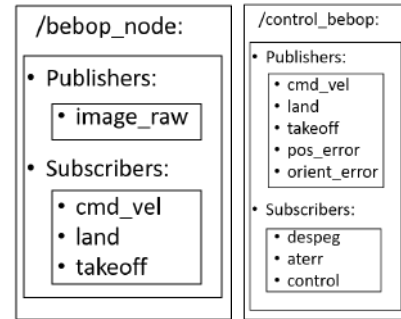 /bebop_node:
• Publishers:
• image_raw
• Subscribers:
• cmd_vel
• land
• takeoff
/control_bebop:
• Publishers:
• cmd_vel
• land
• takeoff
• pos_error
• orient_error
• Subscribers:
• despeg
• aterr
• control